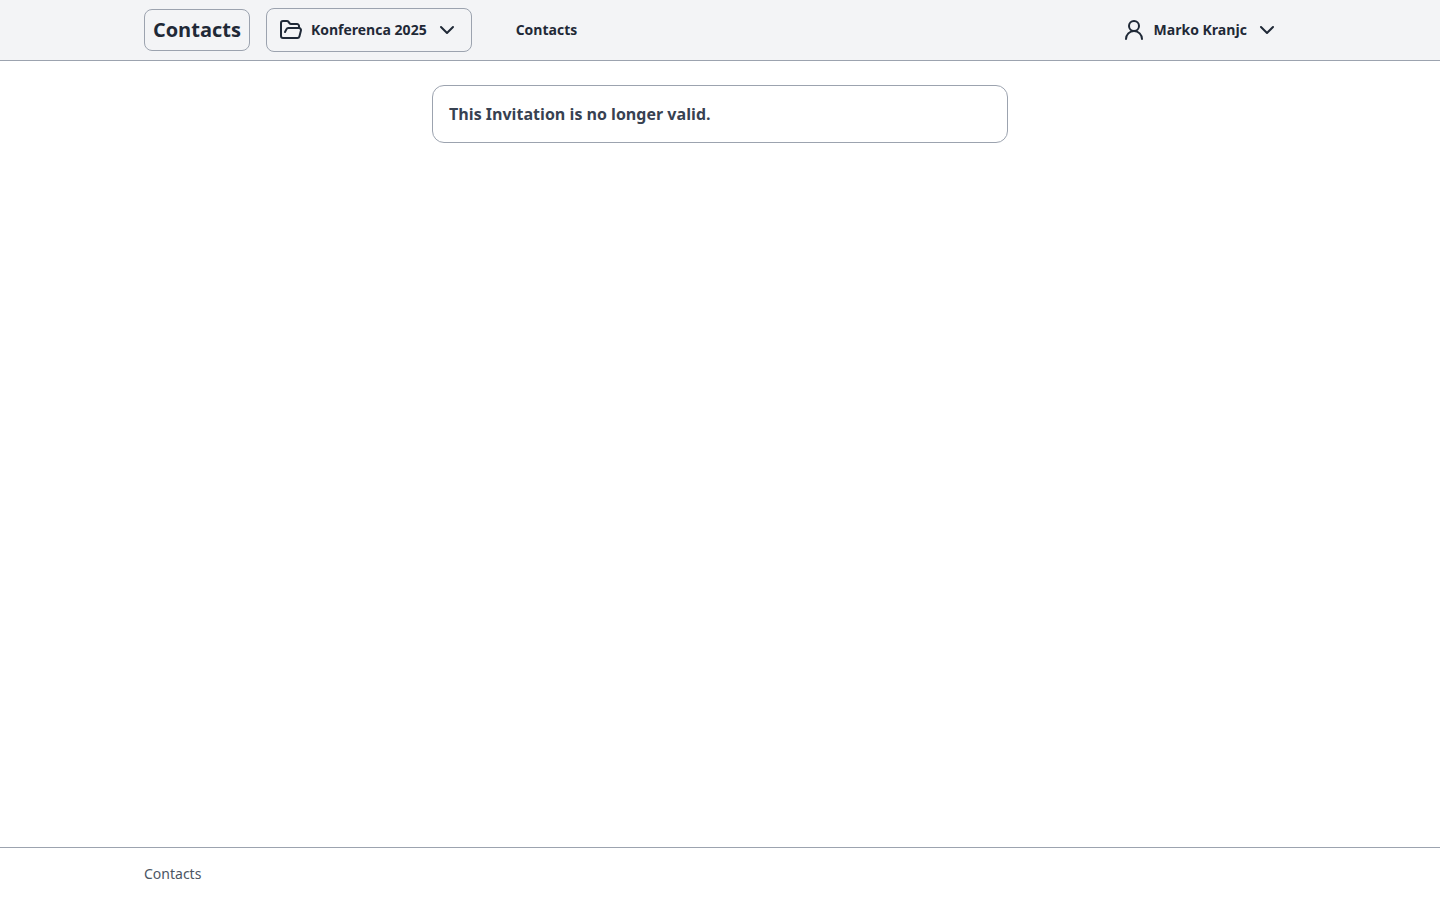 Contacts
Konferenca 2025
Contacts
Marko Kranjc
This Invitation is no longer valid.
Contacts